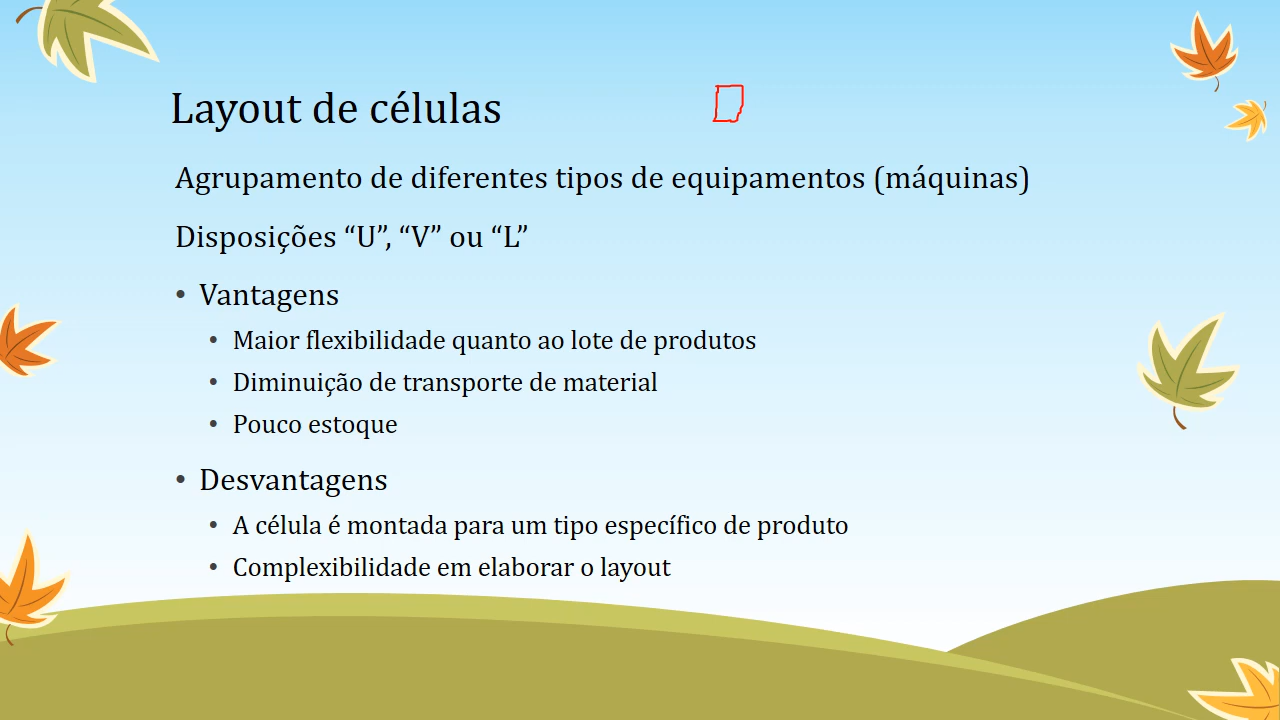 Layout de células
Agrupamento de diferentes tipos de equipamentos (máquinas)
Disposições “U”, “V” ou “L”
• Vantagens
• Maior flexibilidade quanto ao lote de produtos
• Diminuição de transporte de material
• Pouco estoque
• Desvantagens
• A célula é montada para um tipo específico de produto
• Complexibilidade em elaborar o layout